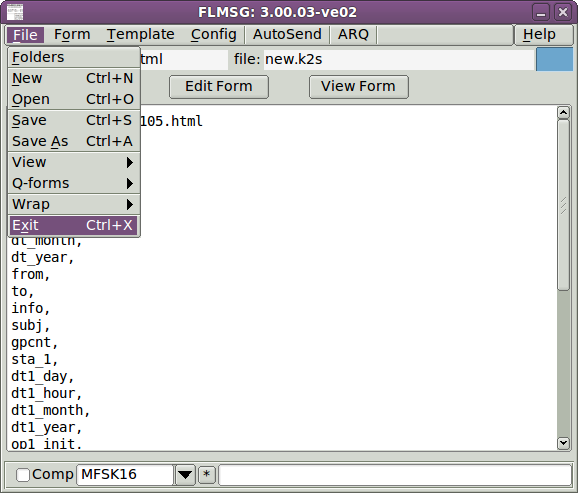 FLMSG: 3.00.03-ve02
File Form Template Config AutoSend ARQ Help
Folders
tml file: new.k2s
New Ctrl+N
Edit Form View Form
Open Ctrl+O
Save Ctrl+S
105.html
Save As Ctrl+A
View
Q-forms
Wrap
Exit Ctrl+X
dt_month,
dt_year,
from,
to,
info,
subj,
gpcnt,
sta_1,
dt1_day,
dt1_hour,
dt1_month,
dt1_year,
op1_init,
Comp MFSK16 *